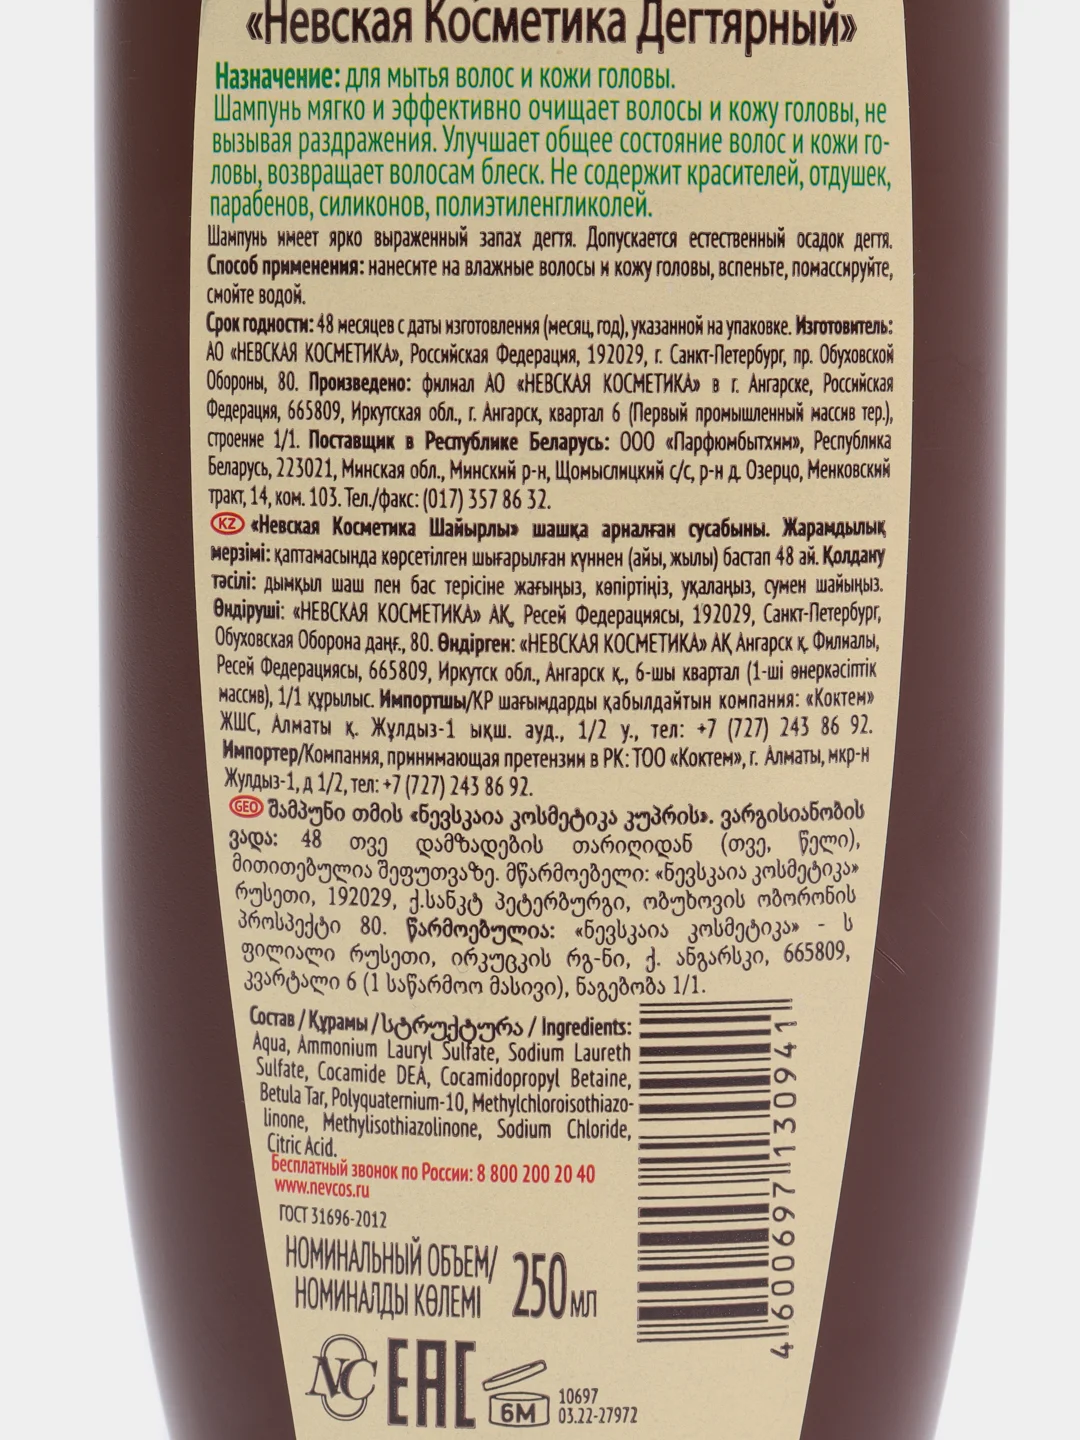 «Невская Косметика Дегтярный»
Назначение: для мытья волос и кожи головы.
Шампунь мягко и эффективно очищает волосы и кожу головы, не
вызывая раздражения. Улучшает общее состояние волос и кожи го-
ловы, возвращает волосам блеск. Не содержит красителей, отдушек,
парабенов, силиконов, полиэтиленгликолей.
Шампунь имеет ярко выраженный запах дегтя. Допускается естественный осадок дегтя.
Способ применения: нанесите на влажные волосы и кожу головы, вспеньте, помассируйте,
смойте водой.
Срок годности: 48 месяцев с даты изготовления (месяц, год), указанной на упаковке. Изготовитель:
АО «НЕВСКАЯ КОСМЕТИКА», Российская Федерация, 192029, г. Санкт-Петербург, пр. Обуховской
Обороны, 80. Произведено: филиал АО «НЕВСКАЯ КОСМЕТИКА» в г. Ангарске, Российская
Федерация, 665809, Иркутская обл., г. Ангарск, квартал 6 (Первый промышленный массив тер.),
строение 1/1. Поставщик в Республике Беларусь: ООО «Парфюмбытхим», Республика
Беларусь, 223021, Минская обл., Минский р-н, Щомыслицкий с/с, р-н д. Озерцо, Менковский
тракт, 14, ком. 103. Тел./факс: (017) 357 86 32.
KZ «Невская Косметика Шайырлы» шашқа арналған сусабыны. Жарамдылық
мерзімі: қаптамасында көрсетілген шығарылған күннен (айы, жылы) бастап 48 ай. Қолдану
тәсілі: дымқыл шаш пен бас терісіне жағыңыз, көпіртіңіз, уқалаңыз, сумен шайыңыз.
Өндіруші: «НЕВСКАЯ КОСМЕТИКА» АҚ, Ресей Федерациясы, 192029, Санкт-Петербург,
Обуховская Оборона даңғ., 80. Өндірген: «НЕВСКАЯ КОСМЕТИКА» АҚ Ангарск қ. Филиалы,
Ресей Федерациясы, 665809, Иркутск обл., Ангарск қ., 6-шы квартал (1-ші өнеркәсіптік
массив), 1/1 құрылыс. Импортшы/ҚР шағымдарды қабылдайтын компания: «Коктем»
ЖШС, Алматы қ. Жұлдыз-1 ықш. ауд., 1/2 у., тел: +7 (727) 243 86 92.
Импортер/Компания, принимающая претензии в РК: ТОО «Коктем», г. Алматы, мкр-н
Жулдыз-1, д 1/2, тел: +7 (727) 243 86 92.
GEO შამპუნი თმის «ნევსკაია კოსმეტიკა კუპრის». ვარგისიანობის
ვადა: 48 თვე დამზადების თარიღიდან (თვე, წელი),
მითითებულია შეფუთვაზე. მწარმოებელი: «ნევსკაია კოსმეტიკა»
რუსეთი, 192029, ქ.სანკტ პეტერბურგი, ობუხოვის ობორონის
პროსპექტი 80. წარმოებულია: «ნევსკაია კოსმეტიკა» - ს
ფილიალი რუსეთი, ირკუცკის რგ-ნი, ქ. ანგარსკი, 665809,
კვარტალი 6 (1 საწარმოო მასივი), ნაგებობა 1/1.
Состав / Құрамы / სტრუქტურა / Ingredients:
Aqua, Ammonium Lauryl Sulfate, Sodium Laureth
Sulfate, Cocamide DEA, Cocamidopropyl Betaine,
Betula Tar, Polyquaternium-10, Methylchloroisothiazo-
linone, Methylisothiazolinone, Sodium Chloride,
Citric Acid.
Бесплатный звонок по России: 8 800 200 20 40
www.nevcos.ru
ГОСТ 31696-2012
НОМИНАЛЬНЫЙ ОБЪЕМ/
НОМИНАЛДЫ КӨЛЕМІ 250 мл
4 600697 130941
НС EAC 6М
10697
03.22-27972